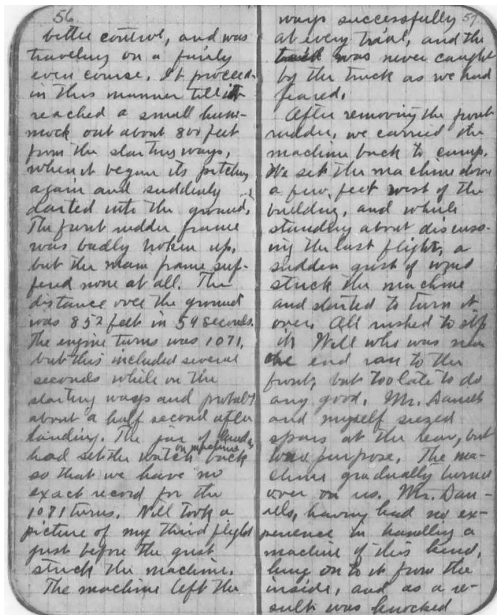 56
better control, and was
traveling on a fairly
even course. It proceed-
in this manner till it
reached a small hum-
mock out about 800 feet
from the starting ways,
when it began its pitching
again and suddenly
darted into the ground.
The front rudder frame
was badly broken up,
but the main frame suf-
fered none at all. The
distance over the ground
was 852 feet in 59 seconds.
The engine turns was 1071,
but this included several
seconds while on the
starting ways and probably
about a half second after
landing. The jar of landing
had set the watch on machine back
so that we have no
exact record for the
1071 turns. Will took a
picture of my third flight
just before the gust
struck the machine.
The machine left the
57
ways successfully
at every trial, and the
was never caught
by the truck as we had
feared.
After removing the front
rudder, we carried the
machine back to camp.
We set the machine down
a few feet west of the
building, and while
standing about discuss-
ing the last flight, a
sudden gust of wind
struck the machine
and started to turn it
over. All rushed to stop
it. Will who was near
the end ran to the
front, but too late to do
any good. Mr. Daniels
and myself seized
spars at the rear, but
to no purpose. The ma-
chine gradually turned
over on us. Mr. Dan-
iels, having had no ex-
perience in handling a
machine of this kind,
hung on to it from the
inside, and as a re-
sult was knocked